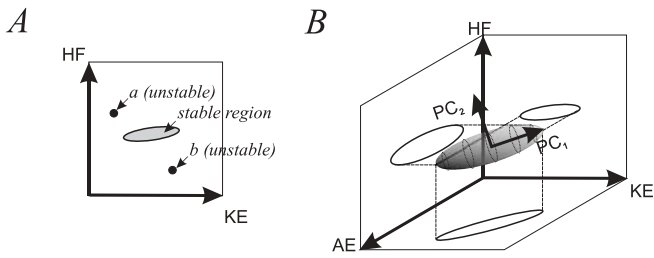 A
HF
a (unstable)
stable region
b (unstable)
KE
B
HF
PC₂
PC₁
KE
AE